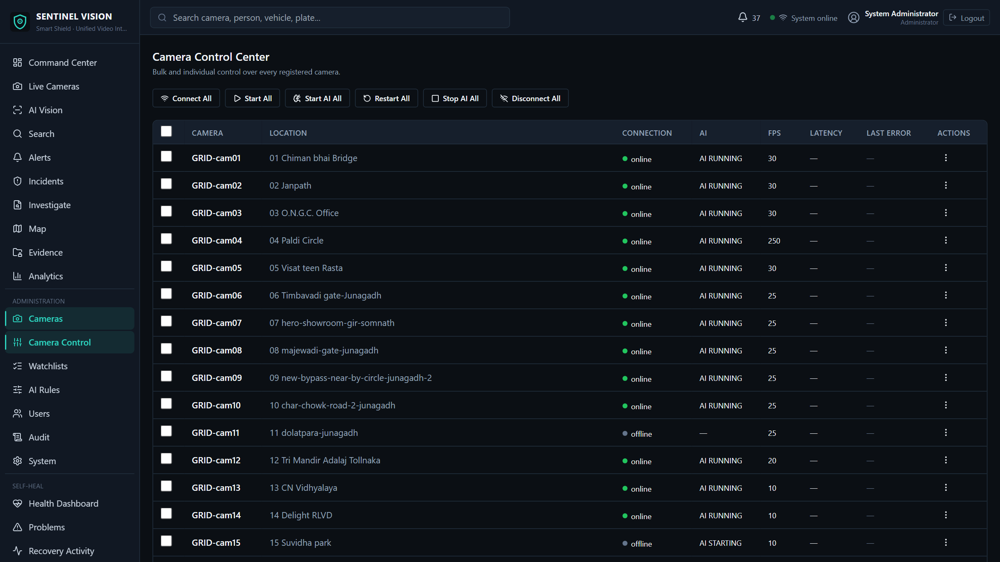 SENTINEL VISION
Smart Shield · Unified Video Int...
Search camera, person, vehicle, plate...
37
System online
System Administrator
Administrator
Logout
Command Center
Live Cameras
AI Vision
Search
Alerts
Incidents
Investigate
Map
Evidence
Analytics
ADMINISTRATION
Cameras
Camera Control
Watchlists
AI Rules
Users
Audit
System
SELF-HEAL
Health Dashboard
Problems
Recovery Activity
Camera Control Center
Bulk and individual control over every registered camera.
Connect All Start All Start AI All Restart All Stop AI All Disconnect All
CAMERA LOCATION CONNECTION AI FPS LATENCY LAST ERROR ACTIONS
GRID-cam01 01 Chiman bhai Bridge online AI RUNNING 30 — —
GRID-cam02 02 Janpath online AI RUNNING 30 — —
GRID-cam03 03 O.N.G.C. Office online AI RUNNING 30 — —
GRID-cam04 04 Paldi Circle online AI RUNNING 250 — —
GRID-cam05 05 Visat teen Rasta online AI RUNNING 30 — —
GRID-cam06 06 Timbavadi gate-Junagadh online AI RUNNING 25 — —
GRID-cam07 07 hero-showroom-gir-somnath online AI RUNNING 25 — —
GRID-cam08 08 majewadi-gate-junagadh online AI RUNNING 25 — —
GRID-cam09 09 new-bypass-near-by-circle-junagadh-2 online AI RUNNING 25 — —
GRID-cam10 10 char-chowk-road-2-junagadh online AI RUNNING 25 — —
GRID-cam11 11 dolatpara-junagadh offline — 25 — —
GRID-cam12 12 Tri Mandir Adalaj Tollnaka online AI RUNNING 20 — —
GRID-cam13 13 CN Vidhyalaya online AI RUNNING 10 — —
GRID-cam14 14 Delight RLVD online AI RUNNING 10 — —
GRID-cam15 15 Suvidha park offline AI STARTING 10 — —